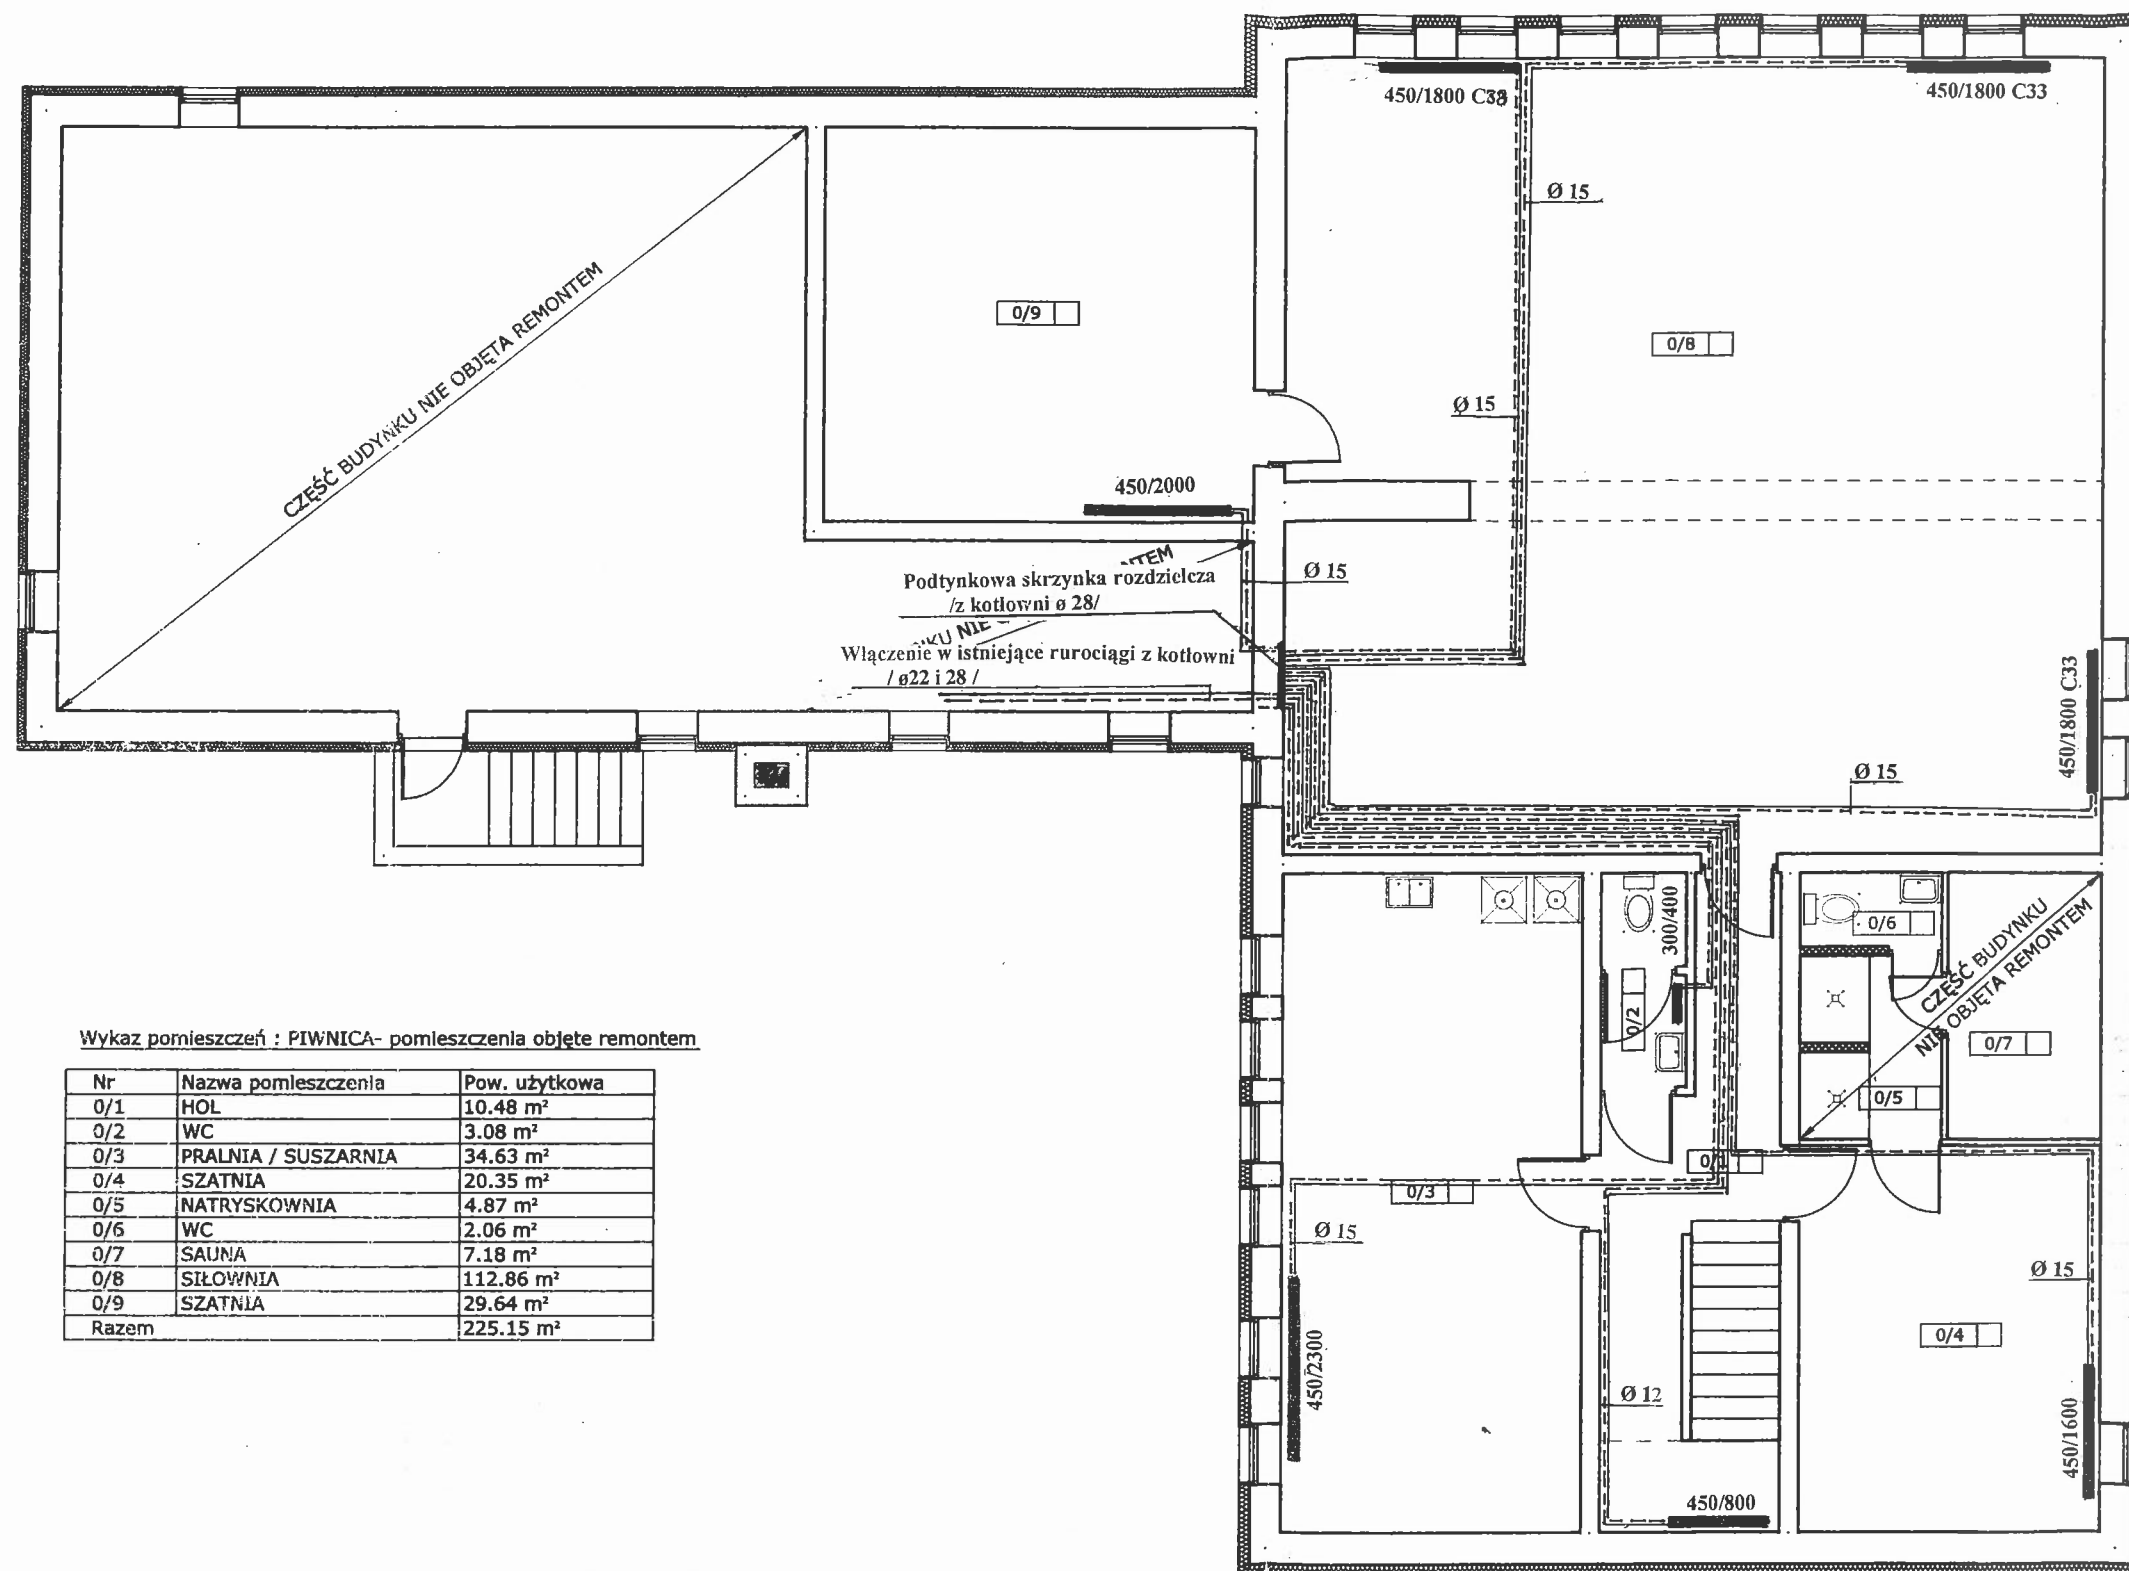 450/1800 C33
450/1800 C33
Ø 15
CZĘŚĆ BUDYNKU NIE OBJĘTA REMONTEM
0/9
0/8
Ø 15
450/2000
Podtynkowa skrzynka rozdzielcza
/z kotłowni ø 28/
Ø 15
Włączenie w istniejące rurociągi z kotłowni
/ ø22 i 28 /
450/1800 C33
Ø 15
300/400
0/6
CZĘŚĆ BUDYNKU
NIE OBJĘTA REMONTEM
0/2
0/7
0/5
0/3
Ø 15
Ø 15
0/4
450/2300
Ø 12
450/1600
450/800
Wykaz pomieszczeń : PIWNICA- pomieszczenia objęte remontem
Nr Nazwa pomieszczenia Pow. użytkowa
0/1 HOL 10.48 m²
0/2 WC 3.08 m²
0/3 PRALNIA / SUSZARNIA 34.63 m²
0/4 SZATNIA 20.35 m²
0/5 NATRYSKOWNIA 4.87 m²
0/6 WC 2.06 m²
0/7 SAUNA 7.18 m²
0/8 SIŁOWNIA 112.86 m²
0/9 SZATNIA 29.64 m²
Razem 225.15 m²